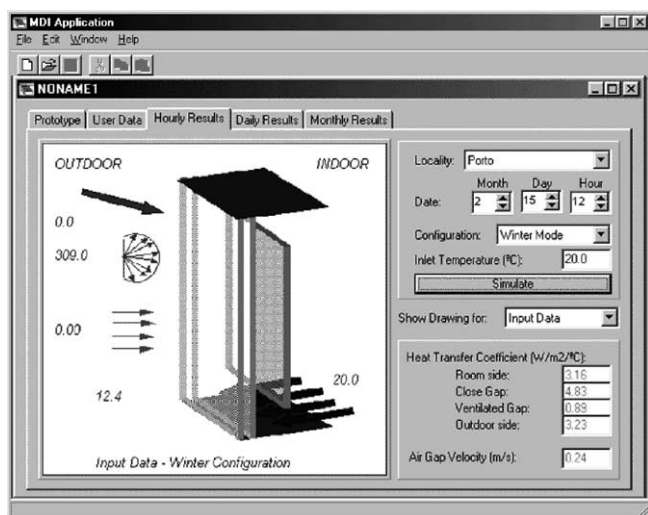 MDI Application
File Edit Window Help
NONAME1
Prototype User Data Hourly Results Daily Results Monthly Results
OUTDOOR INDOOR
0.0
309.0
0.00
12.4
20.0
Input Data - Winter Configuration
Locality: Porto
Month Day Hour
Date: 2 15 12
Configuration: Winter Mode
Inlet Temperature (ºC): 20.0
Simulate
Show Drawing for: Input Data
Heat Transfer Coefficient (W/m2/ºC):
Room side: 3.16
Close Gap: 4.83
Ventilated Gap: 0.89
Outdoor side: 3.23
Air Gap Velocity (m/s): 0.24